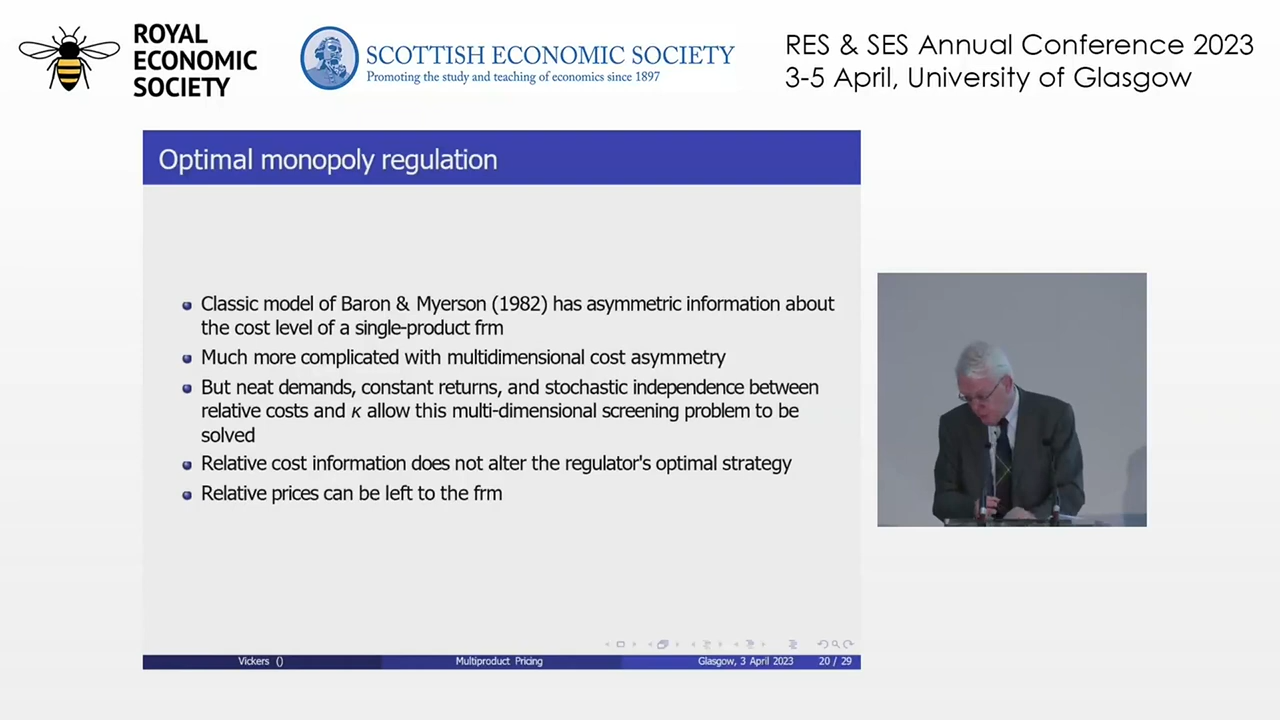 ROYAL
ECONOMIC
SOCIETY
SCOTTISH ECONOMIC SOCIETY
Promoting the study and teaching of economics since 1897
RES & SES Annual Conference 2023
3-5 April, University of Glasgow
Optimal monopoly regulation
Classic model of Baron & Myerson (1982) has asymmetric information about
the cost level of a single-product frm
Much more complicated with multidimensional cost asymmetry
But neat demands, constant returns, and stochastic independence between
relative costs and κ allow this multi-dimensional screening problem to be
solved
Relative cost information does not alter the regulator's optimal strategy
Relative prices can be left to the frm
Vickers () Multiproduct Pricing Glasgow, 3 April 2023 20 / 29